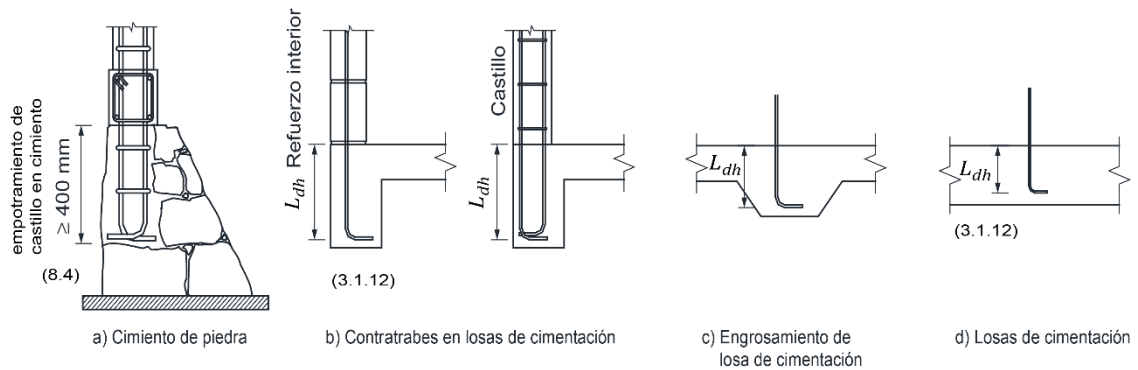 empotramiento de
castillo en cimiento
≥ 400 mm
(8.4)
a) Cimiento de piedra
Refuerzo interior
L_dh
Castillo
L_dh
(3.1.12)
b) Contratrabes en losas de cimentación
L_dh
c) Engrosamiento de
losa de cimentación
L_dh
(3.1.12)
d) Losas de cimentación